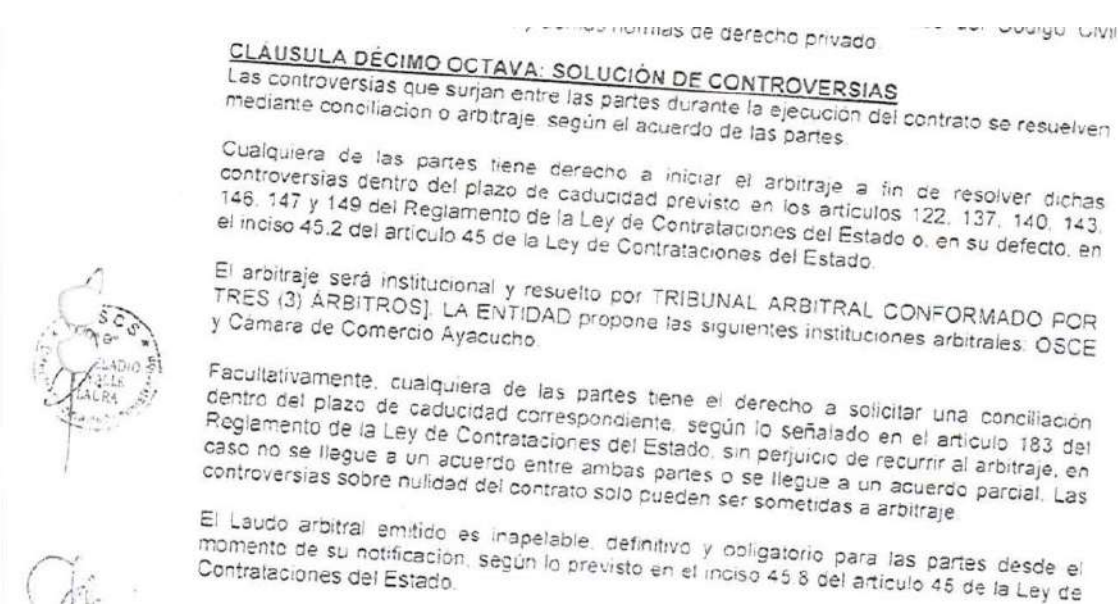 normas de derecho privado.
Código Civil
CLÁUSULA DÉCIMO OCTAVA: SOLUCIÓN DE CONTROVERSIAS
Las controversias que surjan entre las partes durante la ejecución del contrato se resuelven
mediante conciliación o arbitraje, según el acuerdo de las partes.
Cualquiera de las partes tiene derecho a iniciar el arbitraje a fin de resolver dichas
controversias dentro del plazo de caducidad previsto en los artículos 122, 137, 140, 143,
146, 147 y 149 del Reglamento de la Ley de Contrataciones del Estado o, en su defecto, en
el inciso 45.2 del artículo 45 de la Ley de Contrataciones del Estado.
El arbitraje será institucional y resuelto por TRIBUNAL ARBITRAL CONFORMADO POR
TRES (3) ÁRBITROS]. LA ENTIDAD propone las siguientes instituciones arbitrales: OSCE
y Cámara de Comercio Ayacucho.
Facultativamente, cualquiera de las partes tiene el derecho a solicitar una conciliación
dentro del plazo de caducidad correspondiente, según lo señalado en el artículo 183 del
Reglamento de la Ley de Contrataciones del Estado, sin perjuicio de recurrir al arbitraje, en
caso no se llegue a un acuerdo entre ambas partes o se llegue a un acuerdo parcial. Las
controversias sobre nulidad del contrato solo pueden ser sometidas a arbitraje.
El Laudo arbitral emitido es inapelable, definitivo y obligatorio para las partes desde el
momento de su notificación, según lo previsto en el inciso 45.8 del artículo 45 de la Ley de
Contrataciones del Estado.